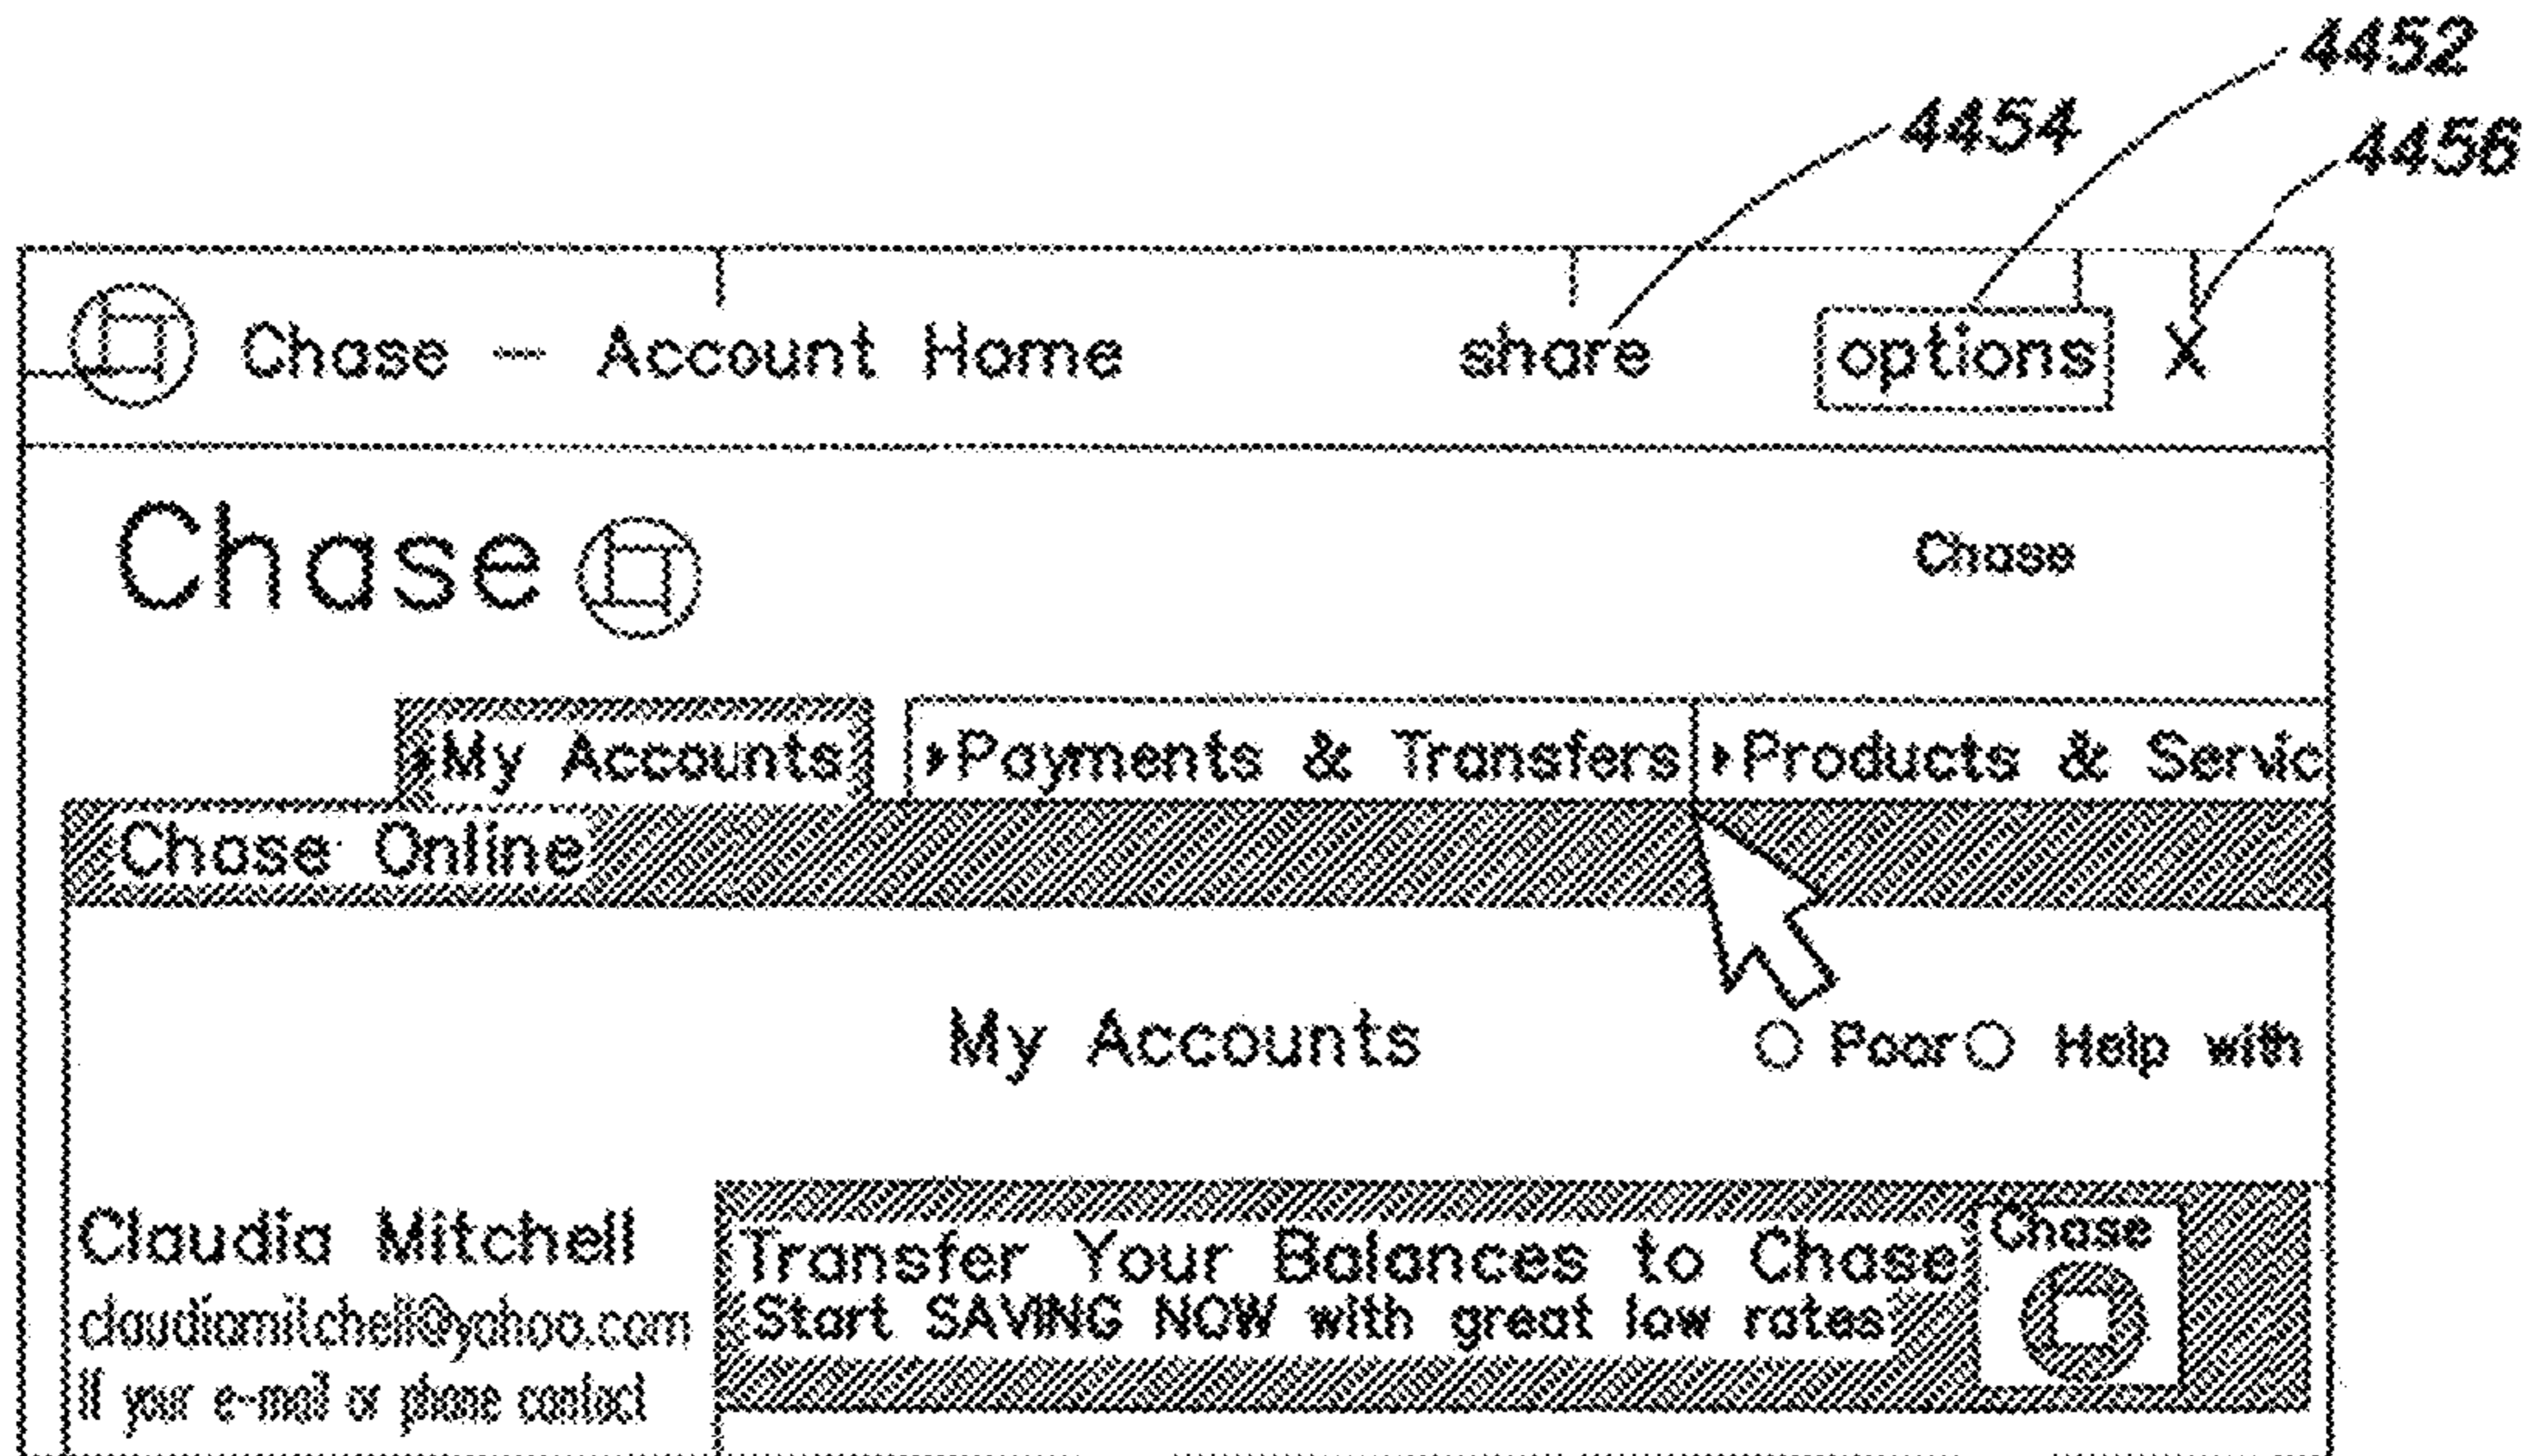 4452
4454
4456
Chase - Account Home share options X
Chase Chase
My Accounts Payments & Transfers Products & Servic
Chase Online
My Accounts Poor Help with
Claudia Mitchell
claudiamitchell@yahoo.com
If your e-mail or phone contact
Transfer Your Balances to Chase
Start SAVING NOW with great low rates
Chase